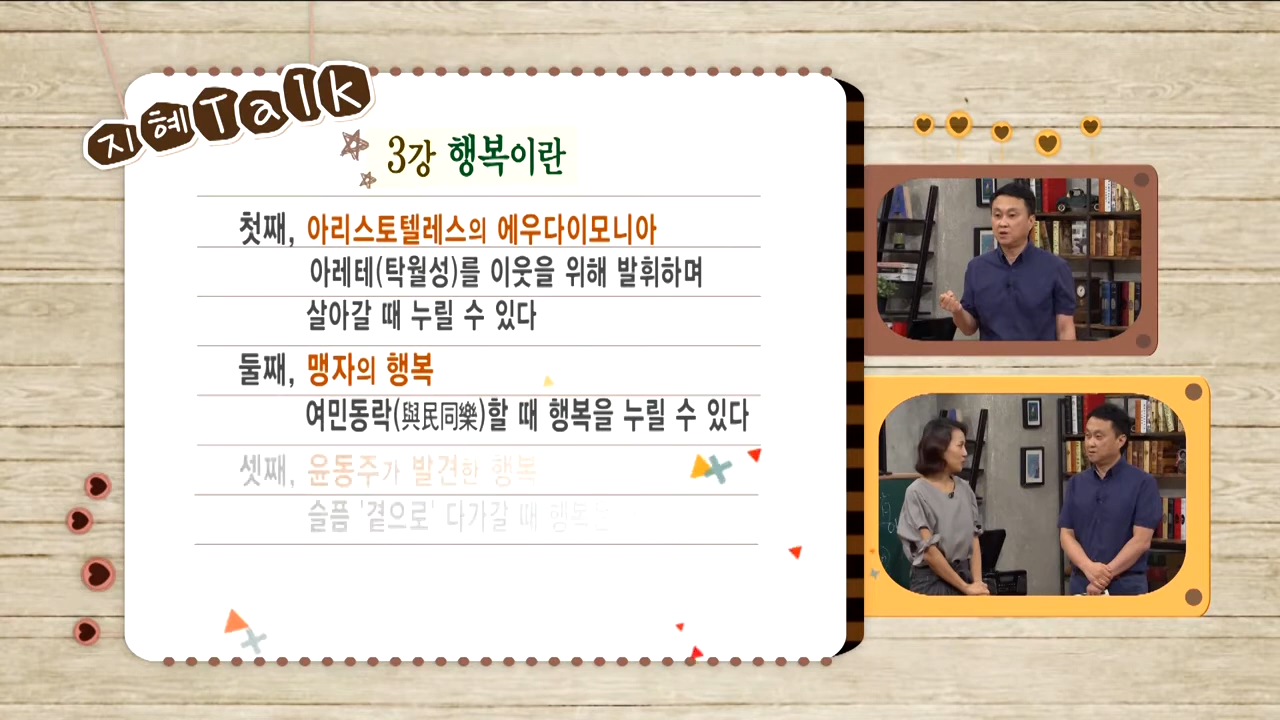 지혜Talk
3강 행복이란
첫째, 아리스토텔레스의 에우다이모니아
아레테(탁월성)를 이웃을 위해 발휘하며
살아갈 때 누릴 수 있다
둘째, 맹자의 행복
여민동락(與民同樂)할 때 행복을 누릴 수 있다
셋째, 윤동주가 발견한 행복
슬픔 '곁으로' 다가갈 때 행복은